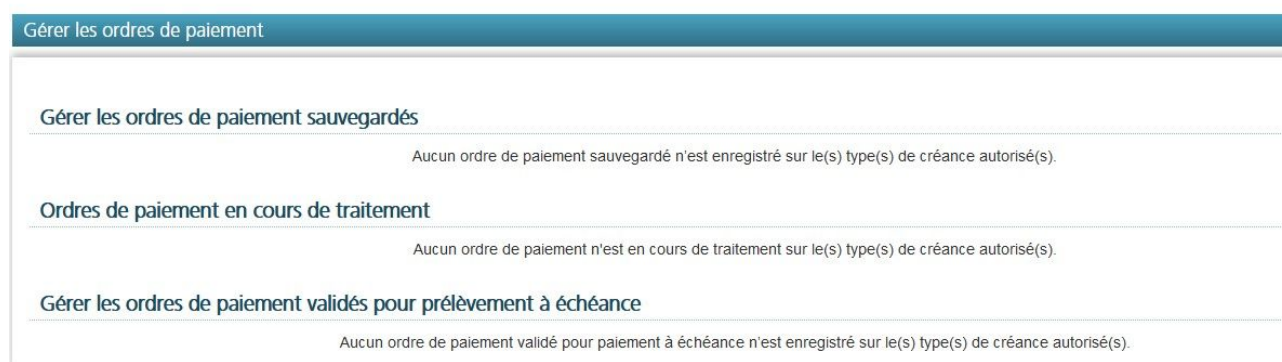 Gérer les ordres de paiement
Gérer les ordres de paiement sauvegardés
Aucun ordre de paiement sauvegardé n'est enregistré sur le(s) type(s) de créance autorisé(s).
Ordres de paiement en cours de traitement
Aucun ordre de paiement n'est en cours de traitement sur le(s) type(s) de créance autorisé(s).
Gérer les ordres de paiement validés pour prélèvement à échéance
Aucun ordre de paiement validé pour paiement à échéance n'est enregistré sur le(s) type(s) de créance autorisé(s).